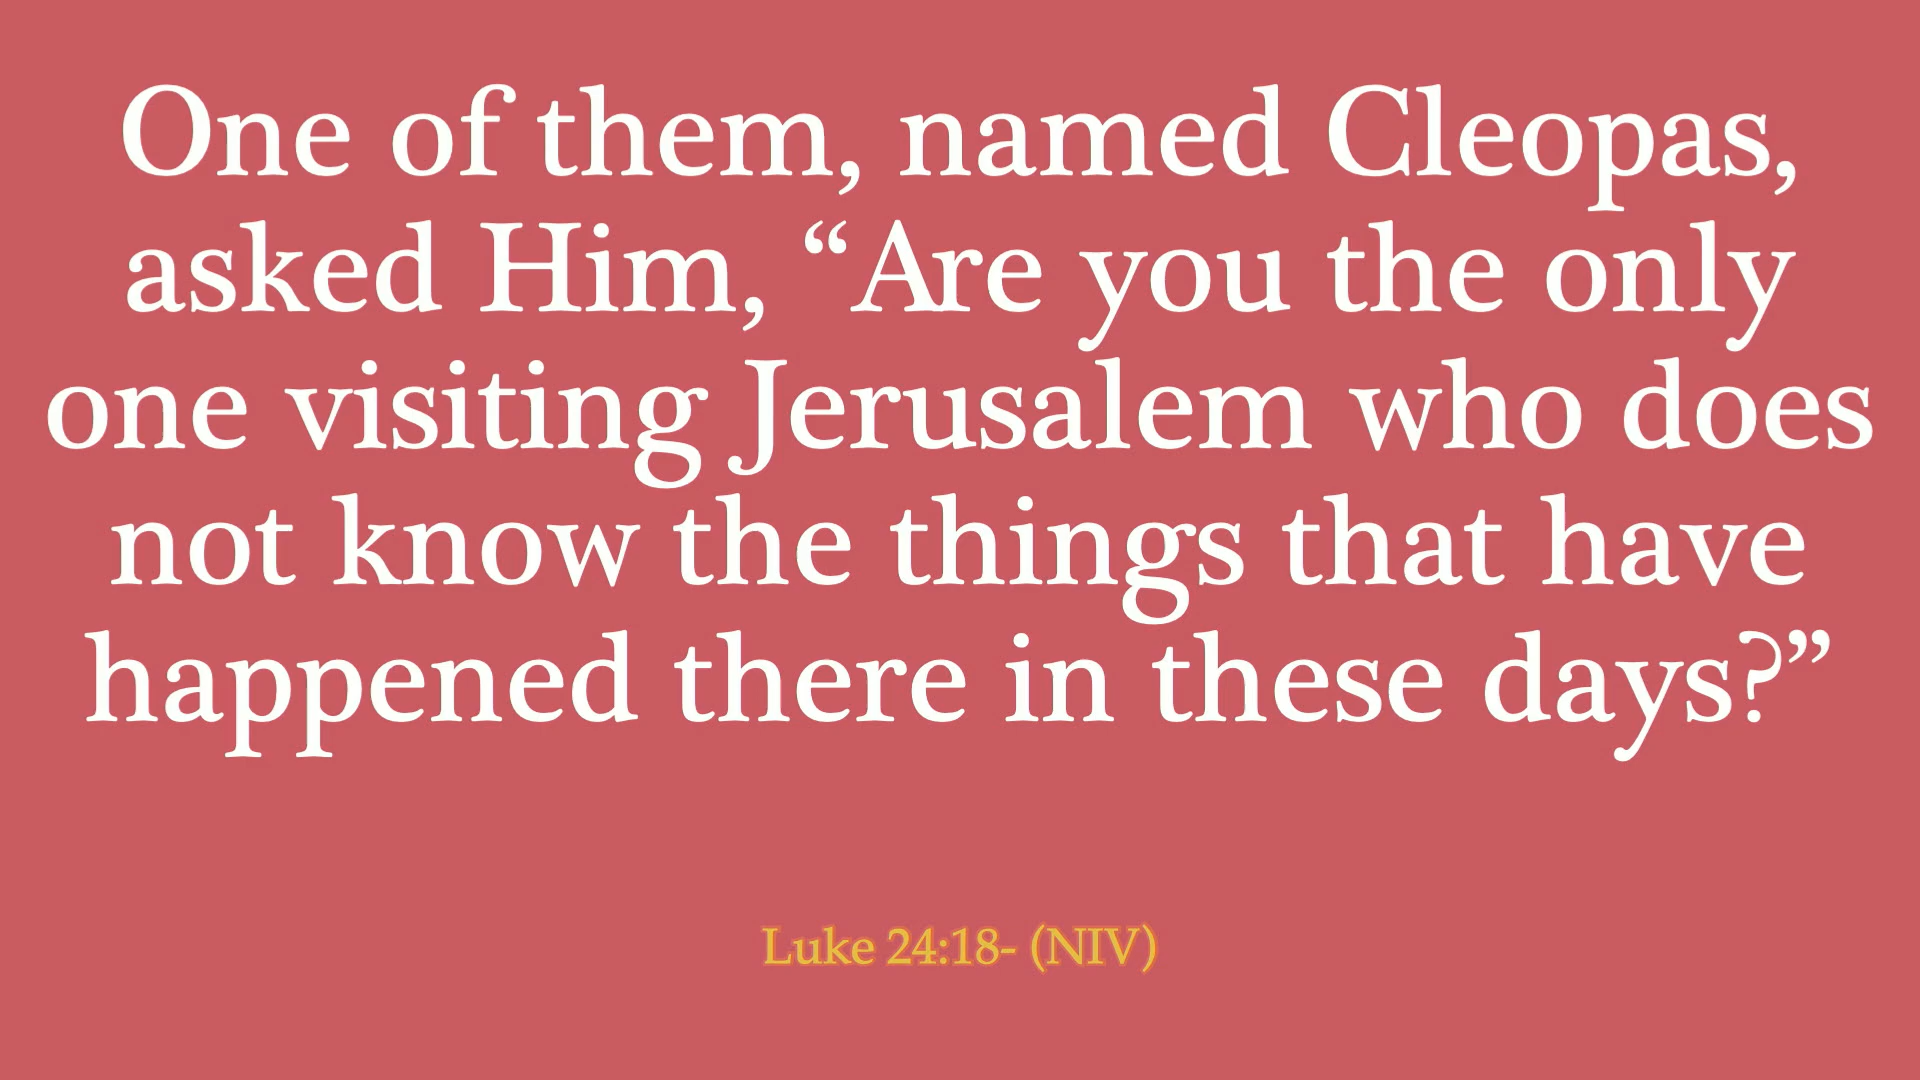 One of them, named Cleopas,
asked Him, “Are you the only
one visiting Jerusalem who does
not know the things that have
happened there in these days?”
Luke 24:18- (NIV)